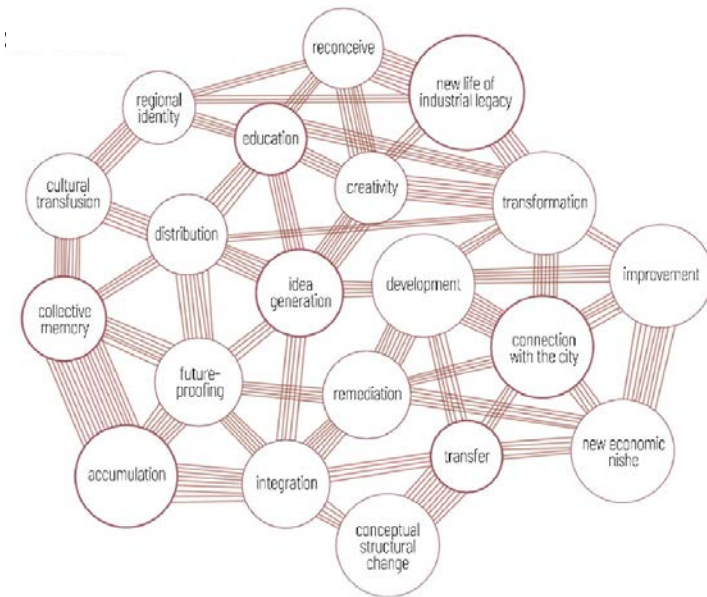 reconceive
new life of
industrial legacy
regional
identity
education
cultural
transfusion
creativity
transformation
distribution
improvement
idea
generation
development
collective
memory
connection
with the city
future-
proofing
remediation
accumulation
integration
transfer
new economic
nishe
conceptual
structural
change